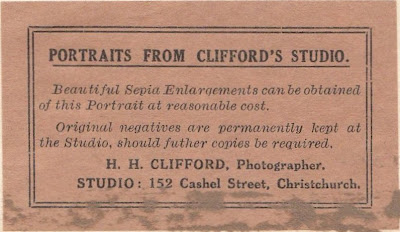 PORTRAITS FROM CLIFFORD'S STUDIO.
Beautiful Sepia Enlargements can be obtained
of this Portrait at reasonable cost.
Original negatives are permanently kept at
the Studio, should futher copies be required.
H. H. CLIFFORD, Photographer.
STUDIO: 152 Cashel Street, Christchurch.